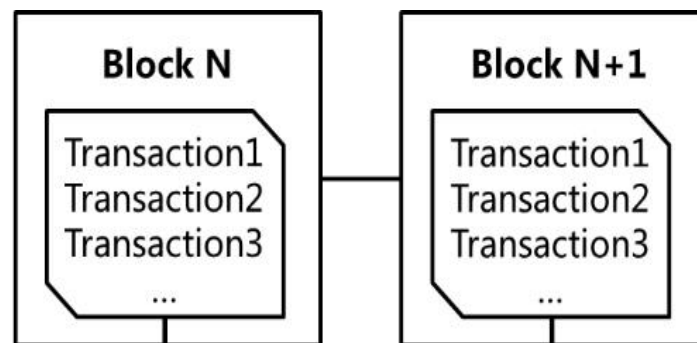 Block N
Transaction1
Transaction2
Transaction3
...
Block N+1
Transaction1
Transaction2
Transaction3
...